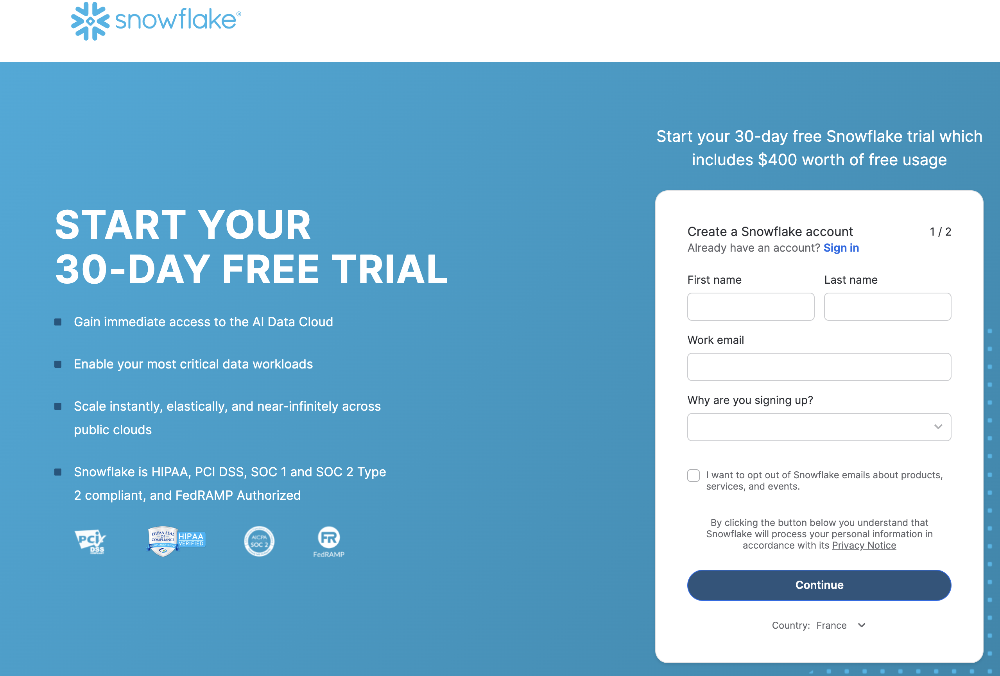 snowflake®
START YOUR
30-DAY FREE TRIAL
Gain immediate access to the AI Data Cloud
Enable your most critical data workloads
Scale instantly, elastically, and near-infinitely across
public clouds
Snowflake is HIPAA, PCI DSS, SOC 1 and SOC 2 Type
2 compliant, and FedRAMP Authorized
PCi
DSS
COMPLIANT
HIPAA SEAL
OF
COMPLIANCE
COMPLIANCY GROUP
HIPAA
VERIFIED
AICPA
SOC 2
FR
FedRAMP
Start your 30-day free Snowflake trial which
includes $400 worth of free usage
Create a Snowflake account 1 / 2
Already have an account? Sign in
First name Last name
Work email
Why are you signing up?
I want to opt out of Snowflake emails about products,
services, and events.
By clicking the button below you understand that
Snowflake will process your personal information in
accordance with its Privacy Notice
Continue
Country: France